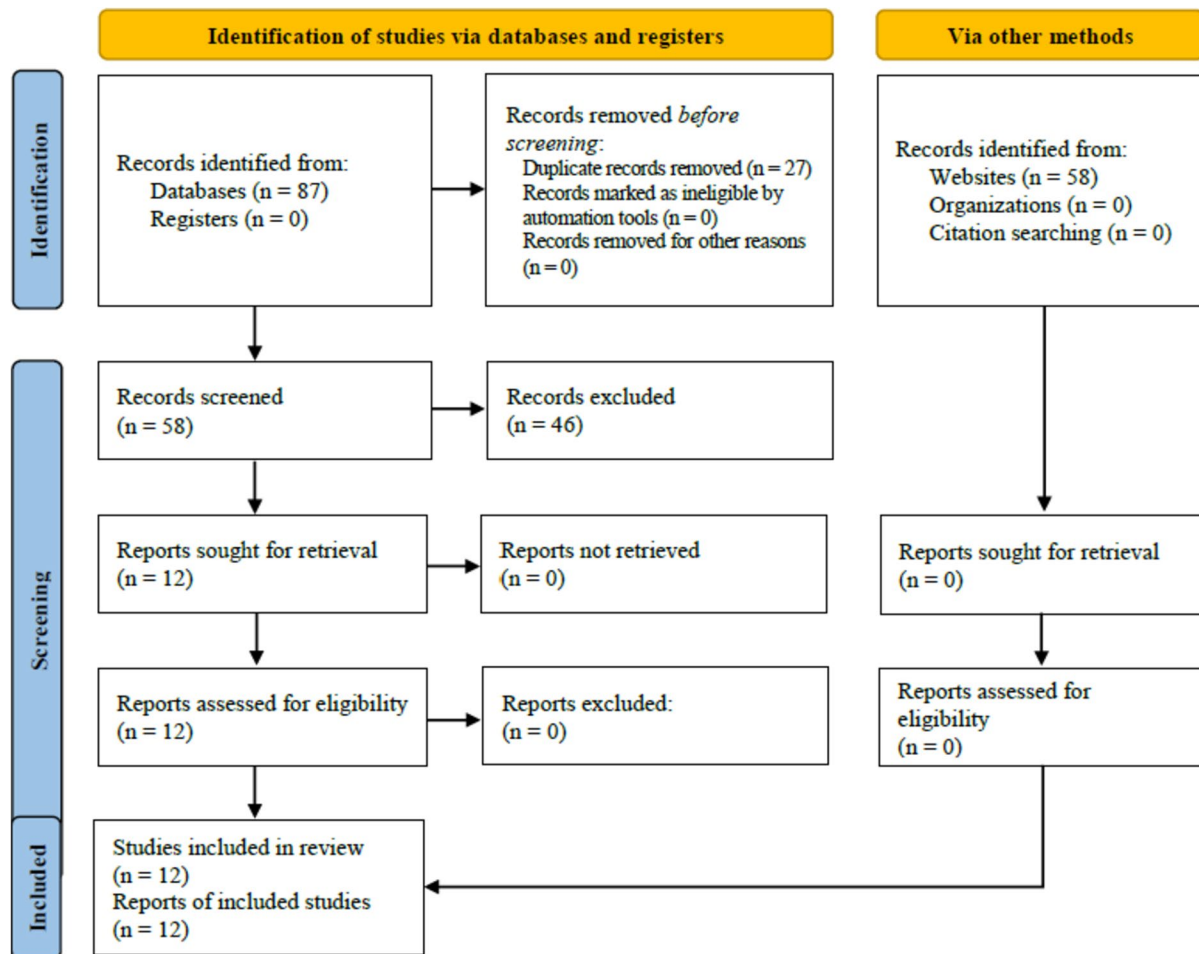 Identification of studies via databases and registers
Via other methods
Identification
Records identified from:
Databases (n = 87)
Registers (n = 0)
Records removed before
screening:
Duplicate records removed (n = 27)
Records marked as ineligible by
automation tools (n = 0)
Records removed for other reasons
(n = 0)
Records identified from:
Websites (n = 58)
Organizations (n = 0)
Citation searching (n = 0)
Screening
Records screened
(n = 58)
Records excluded
(n = 46)
Reports sought for retrieval
(n = 12)
Reports not retrieved
(n = 0)
Reports sought for retrieval
(n = 0)
Reports assessed for eligibility
(n = 12)
Reports excluded:
(n = 0)
Reports assessed for
eligibility
(n = 0)
Included
Studies included in review
(n = 12)
Reports of included studies
(n = 12)